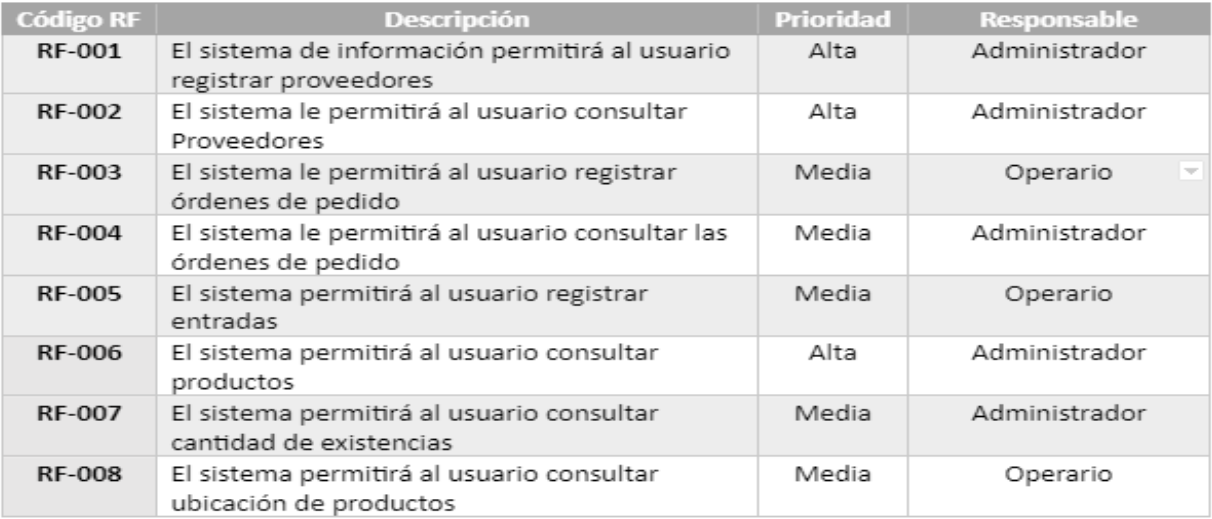 Código RF Descripción Prioridad Responsable
RF-001 El sistema de información permitirá al usuario Alta Administrador
registrar proveedores
RF-002 El sistema le permitirá al usuario consultar Alta Administrador
Proveedores
RF-003 El sistema le permitirá al usuario registrar Media Operario
órdenes de pedido
RF-004 El sistema le permitirá al usuario consultar las Media Administrador
órdenes de pedido
RF-005 El sistema permitirá al usuario registrar Media Operario
entradas
RF-006 El sistema permitirá al usuario consultar Alta Administrador
productos
RF-007 El sistema permitirá al usuario consultar Media Administrador
cantidad de existencias
RF-008 El sistema permitirá al usuario consultar Media Operario
ubicación de productos